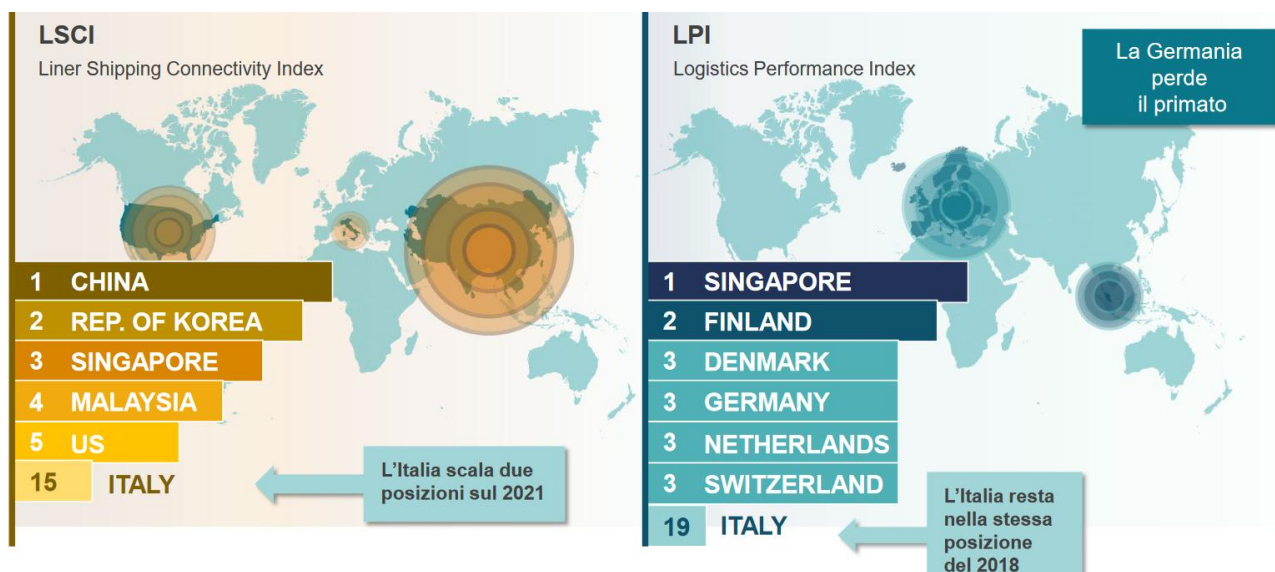 LSCI
Liner Shipping Connectivity Index
1 CHINA
2 REP. OF KOREA
3 SINGAPORE
4 MALAYSIA
5 US
15 ITALY
L'Italia scala due
posizioni sul 2021
LPI
Logistics Performance Index
La Germania
perde
il primato
1 SINGAPORE
2 FINLAND
3 DENMARK
3 GERMANY
3 NETHERLANDS
3 SWITZERLAND
19 ITALY
L'Italia resta
nella stessa
posizione
del 2018